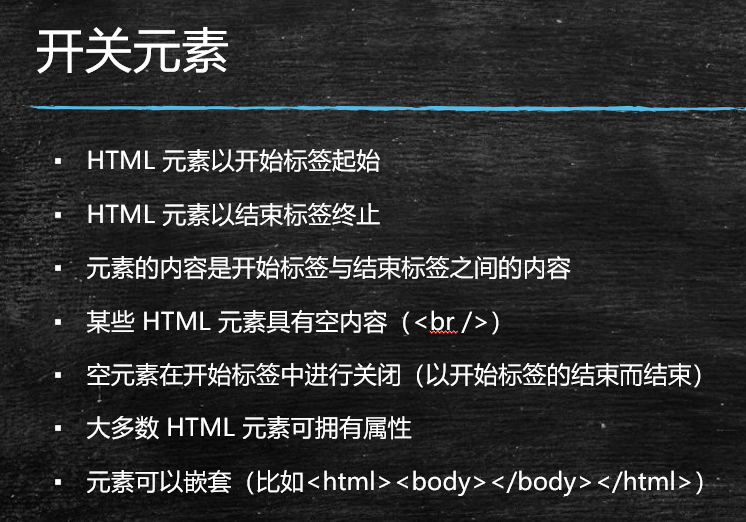 开关元素
▪ HTML 元素以开始标签起始
▪ HTML 元素以结束标签终止
▪ 元素的内容是开始标签与结束标签之间的内容
▪ 某些 HTML 元素具有空内容（<br />）
▪ 空元素在开始标签中进行关闭（以开始标签的结束而结束）
▪ 大多数 HTML 元素可拥有属性
▪ 元素可以嵌套（比如<html><body></body></html>）